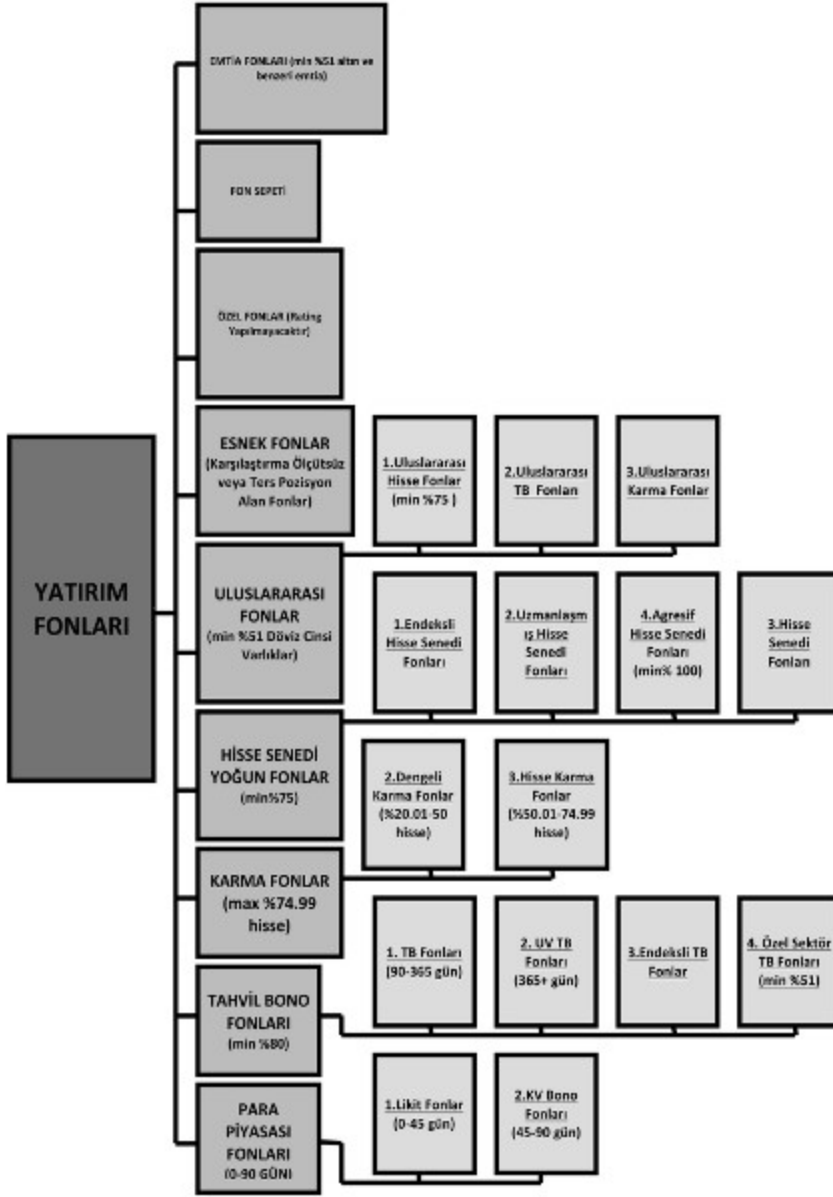 EMTİA FONLARI (min %51 altın ve
benzeri emtia)
FON SEPETİ
ÖZEL FONLAR (Rating
Yapılmayacaktır)
ESNEK FONLAR
(Karşılaştırma Ölçütsüz
veya Ters Pozisyon
Alan Fonlar)
1.Uluslararası
Hisse Fonlar
(min %75 )
2.Uluslararası
TB Fonları
3.Uluslararası
Karma Fonlar
YATIRIM
FONLARI
ULUSLARARASI
FONLAR
(min %51 Döviz Cinsi
Varlıklar)
1.Endeksli
Hisse Senedi
Fonları
2.Uzmanlaşm
ış Hisse
Senedi
Fonları
4.Agresif
Hisse Senedi
Fonları
(min% 100)
3.Hisse
Senedi
Fonları
HİSSE SENEDİ
YOĞUN FONLAR
(min%75)
2.Dengeli
Karma Fonlar
(%20.01-50
hisse)
3.Hisse Karma
Fonlar
(%50.01-74.99
hisse)
KARMA FONLAR
(max %74.99
hisse)
1. TB Fonları
(90-365 gün)
2. UV TB
Fonları
(365+ gün)
3.Endeksli TB
Fonlar
4. Özel Sektör
TB Fonları
(min %51)
TAHVİL BONO
FONLARI
(min %80)
1.Likit Fonlar
(0-45 gün)
2.KV Bono
Fonları
(45-90 gün)
PARA
PİYASASI
FONLARI
(0-90 GÜN)